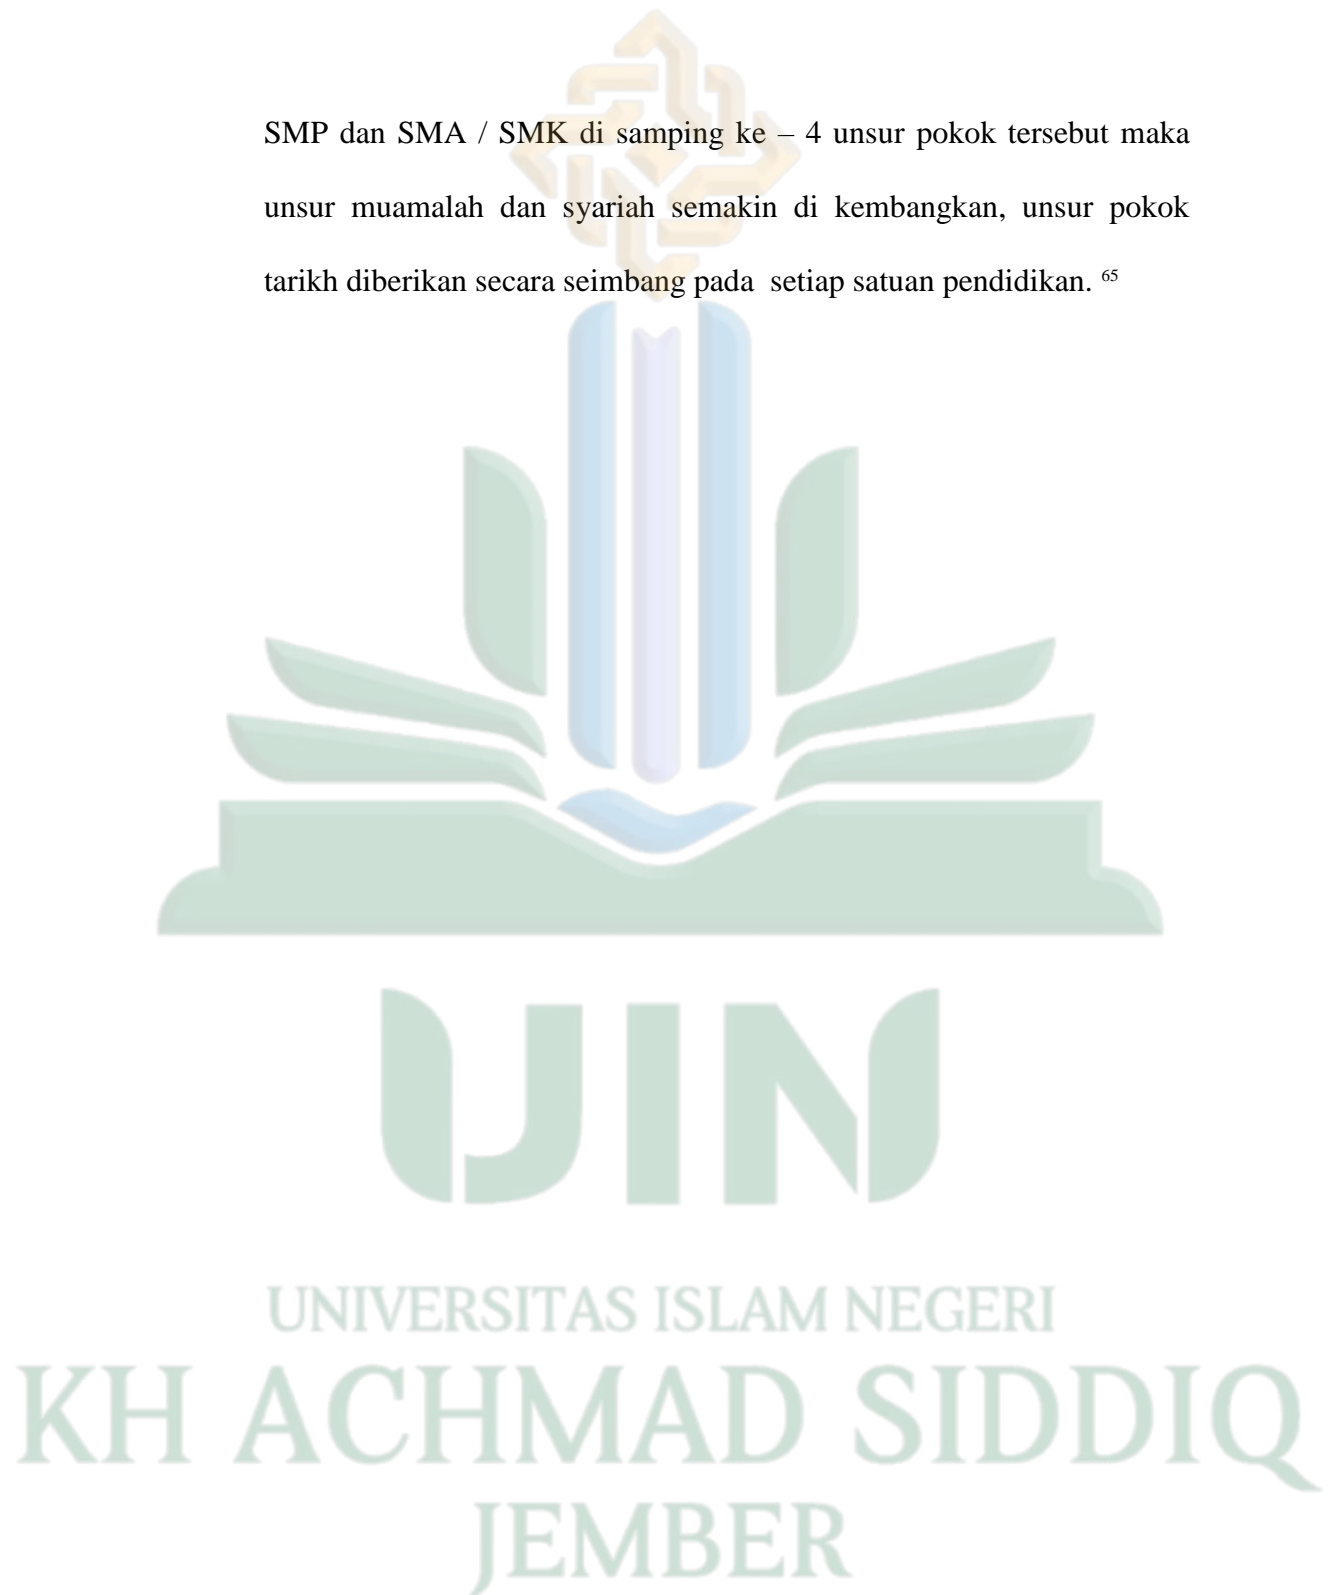 SMP dan SMA / SMK di samping ke – 4 unsur pokok tersebut maka
unsur muamalah dan syariah semakin di kembangkan, unsur pokok
tarikh diberikan secara seimbang pada  setiap satuan pendidikan. ⁶⁵
UIN
UNIVERSITAS ISLAM NEGERI
KH ACHMAD SIDDIQ
JEMBER